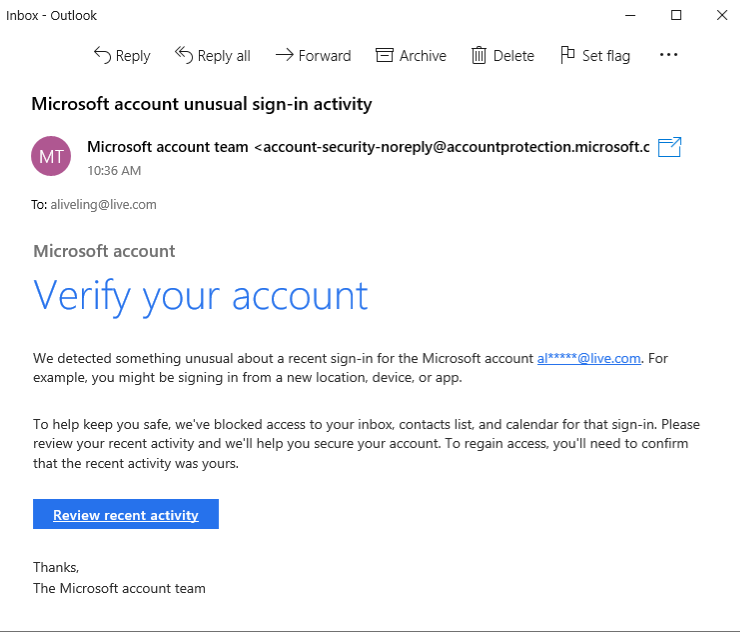 Inbox - Outlook
Reply Reply all Forward Archive Delete Set flag
Microsoft account unusual sign-in activity
MT
Microsoft account team <account-security-noreply@accountprotection.microsoft.c
10:36 AM
To: aliveling@live.com
Microsoft account
Verify your account
We detected something unusual about a recent sign-in for the Microsoft account al*****@live.com. For
example, you might be signing in from a new location, device, or app.
To help keep you safe, we've blocked access to your inbox, contacts list, and calendar for that sign-in. Please
review your recent activity and we'll help you secure your account. To regain access, you'll need to confirm
that the recent activity was yours.
Review recent activity
Thanks,
The Microsoft account team